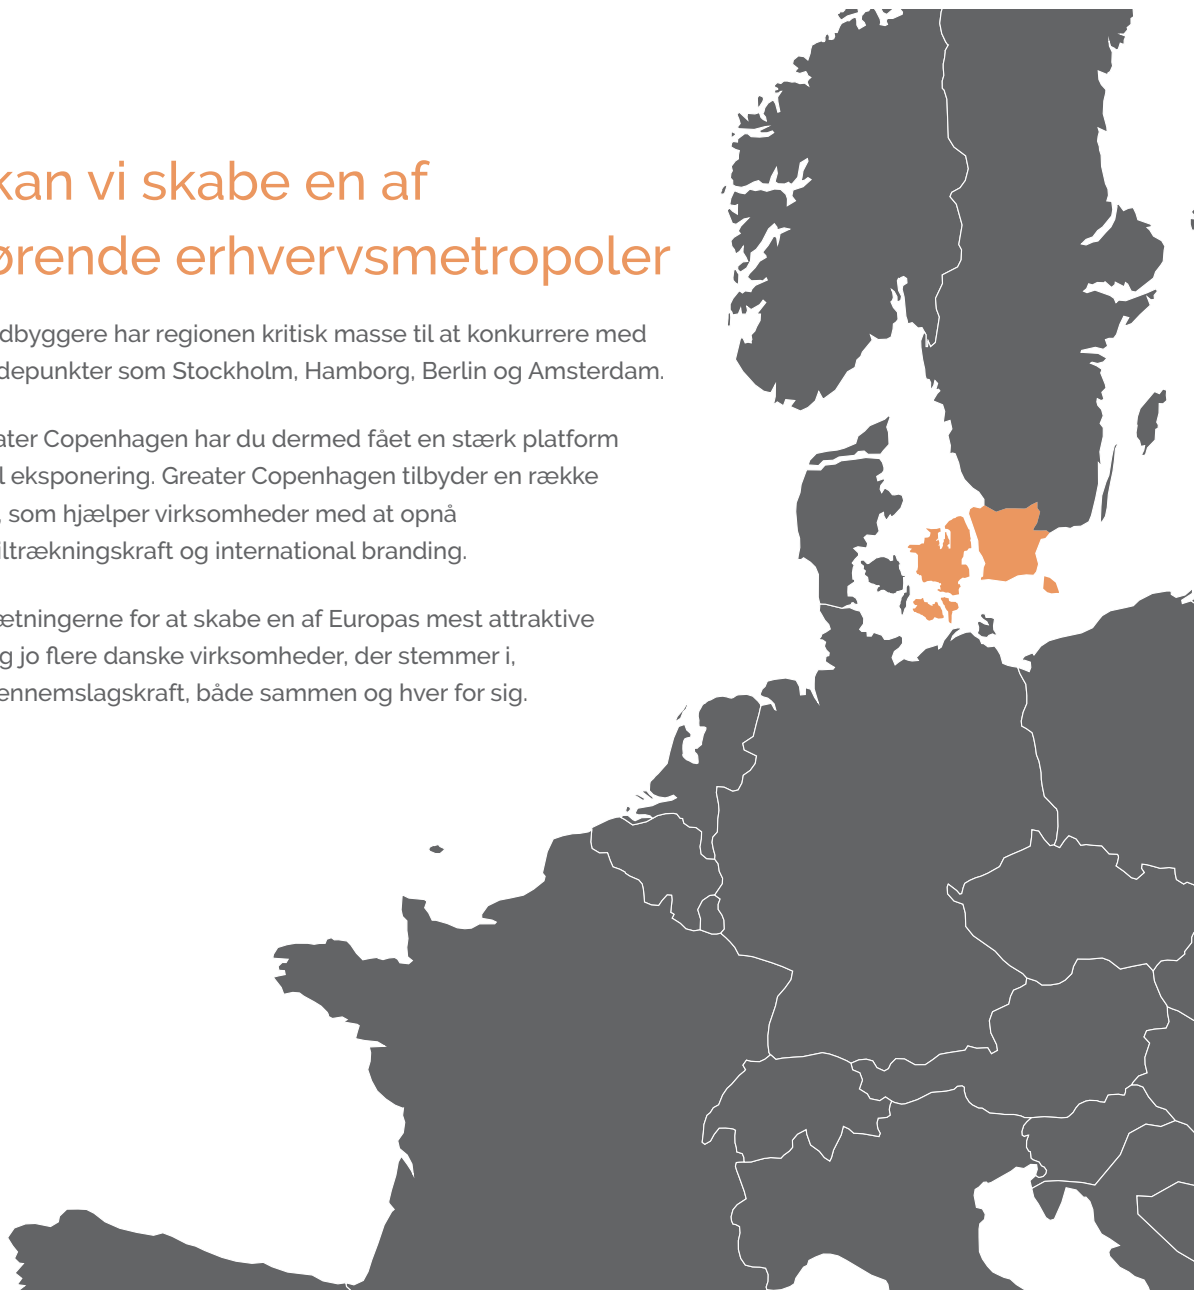 kan vi skabe en af
ørende erhvervsmetropoler
dbyggere har regionen kritisk masse til at konkurrere med
depunkter som Stockholm, Hamborg, Berlin og Amsterdam.
ater Copenhagen har du dermed fået en stærk platform
l eksponering. Greater Copenhagen tilbyder en række
, som hjælper virksomheder med at opnå
iltrækningskraft og international branding.
ætningerne for at skabe en af Europas mest attraktive
g jo flere danske virksomheder, der stemmer i,
ennemslagskraft, både sammen og hver for sig.